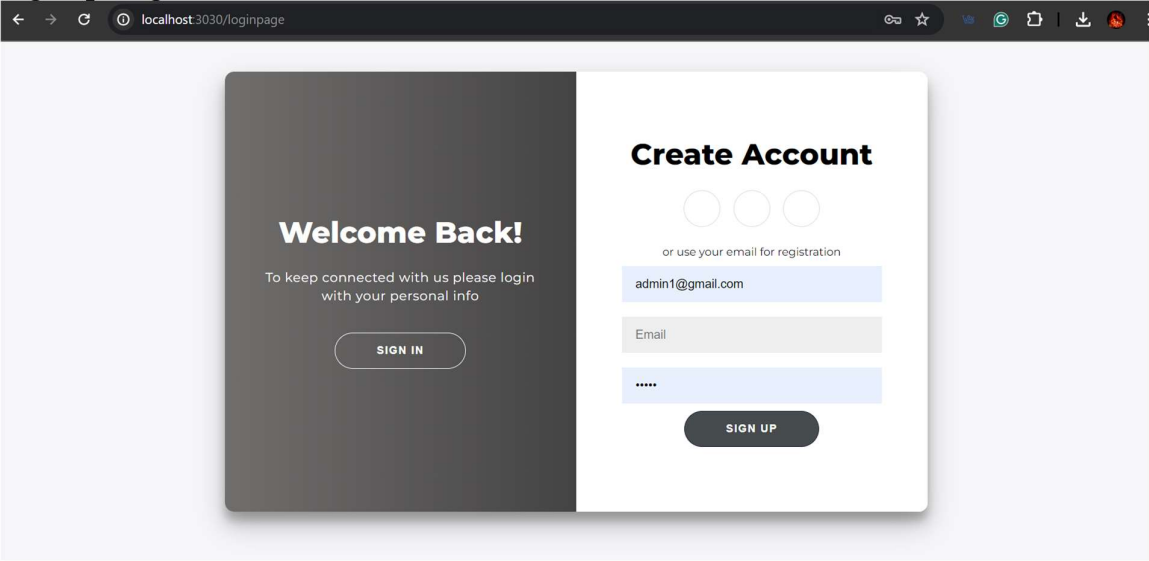 localhost:3030/loginpage
Welcome Back!
To keep connected with us please login
with your personal info
SIGN IN
Create Account
or use your email for registration
admin1@gmail.com
Email
•••••
SIGN UP